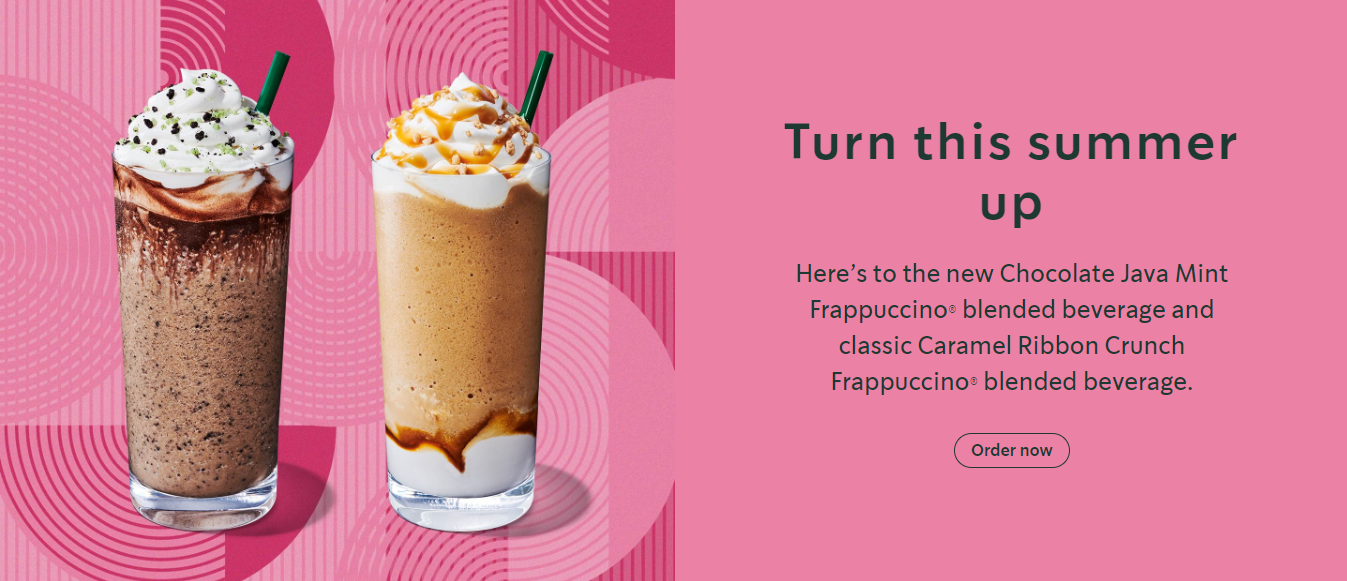 Turn this summer
up
Here’s to the new Chocolate Java Mint
Frappuccino® blended beverage and
classic Caramel Ribbon Crunch
Frappuccino® blended beverage.
Order now